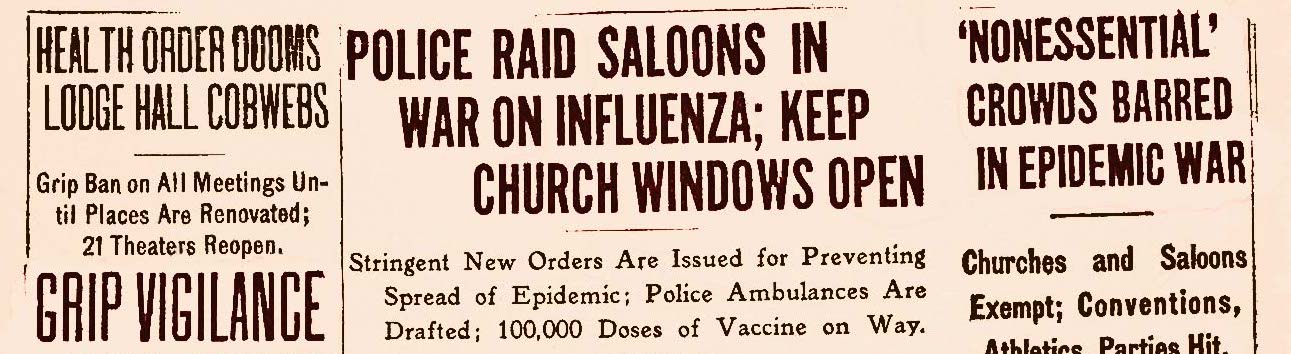 HEALTH ORDER DOOMS
LODGE HALL COBWEBS
Grip Ban on All Meetings Un-
til Places Are Renovated;
21 Theaters Reopen.
GRIP VIGILANCE
POLICE RAID SALOONS IN
WAR ON INFLUENZA; KEEP
CHURCH WINDOWS OPEN
Stringent New Orders Are Issued for Preventing
Spread of Epidemic; Police Ambulances Are
Drafted; 100,000 Doses of Vaccine on Way.
‘NONESSENTIAL’
CROWDS BARRED
IN EPIDEMIC WAR
Churches and Saloons
Exempt; Conventions,
Athletics, Parties Hit.